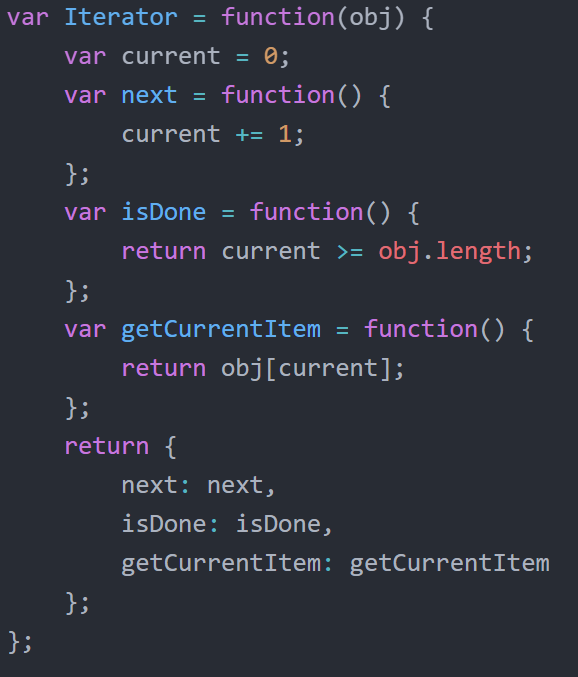 var Iterator = function(obj) {
    var current = 0;
    var next = function() {
        current += 1;
    };
    var isDone = function() {
        return current >= obj.length;
    };
    var getCurrentItem = function() {
        return obj[current];
    };
    return {
        next: next,
        isDone: isDone,
        getCurrentItem: getCurrentItem
    };
};